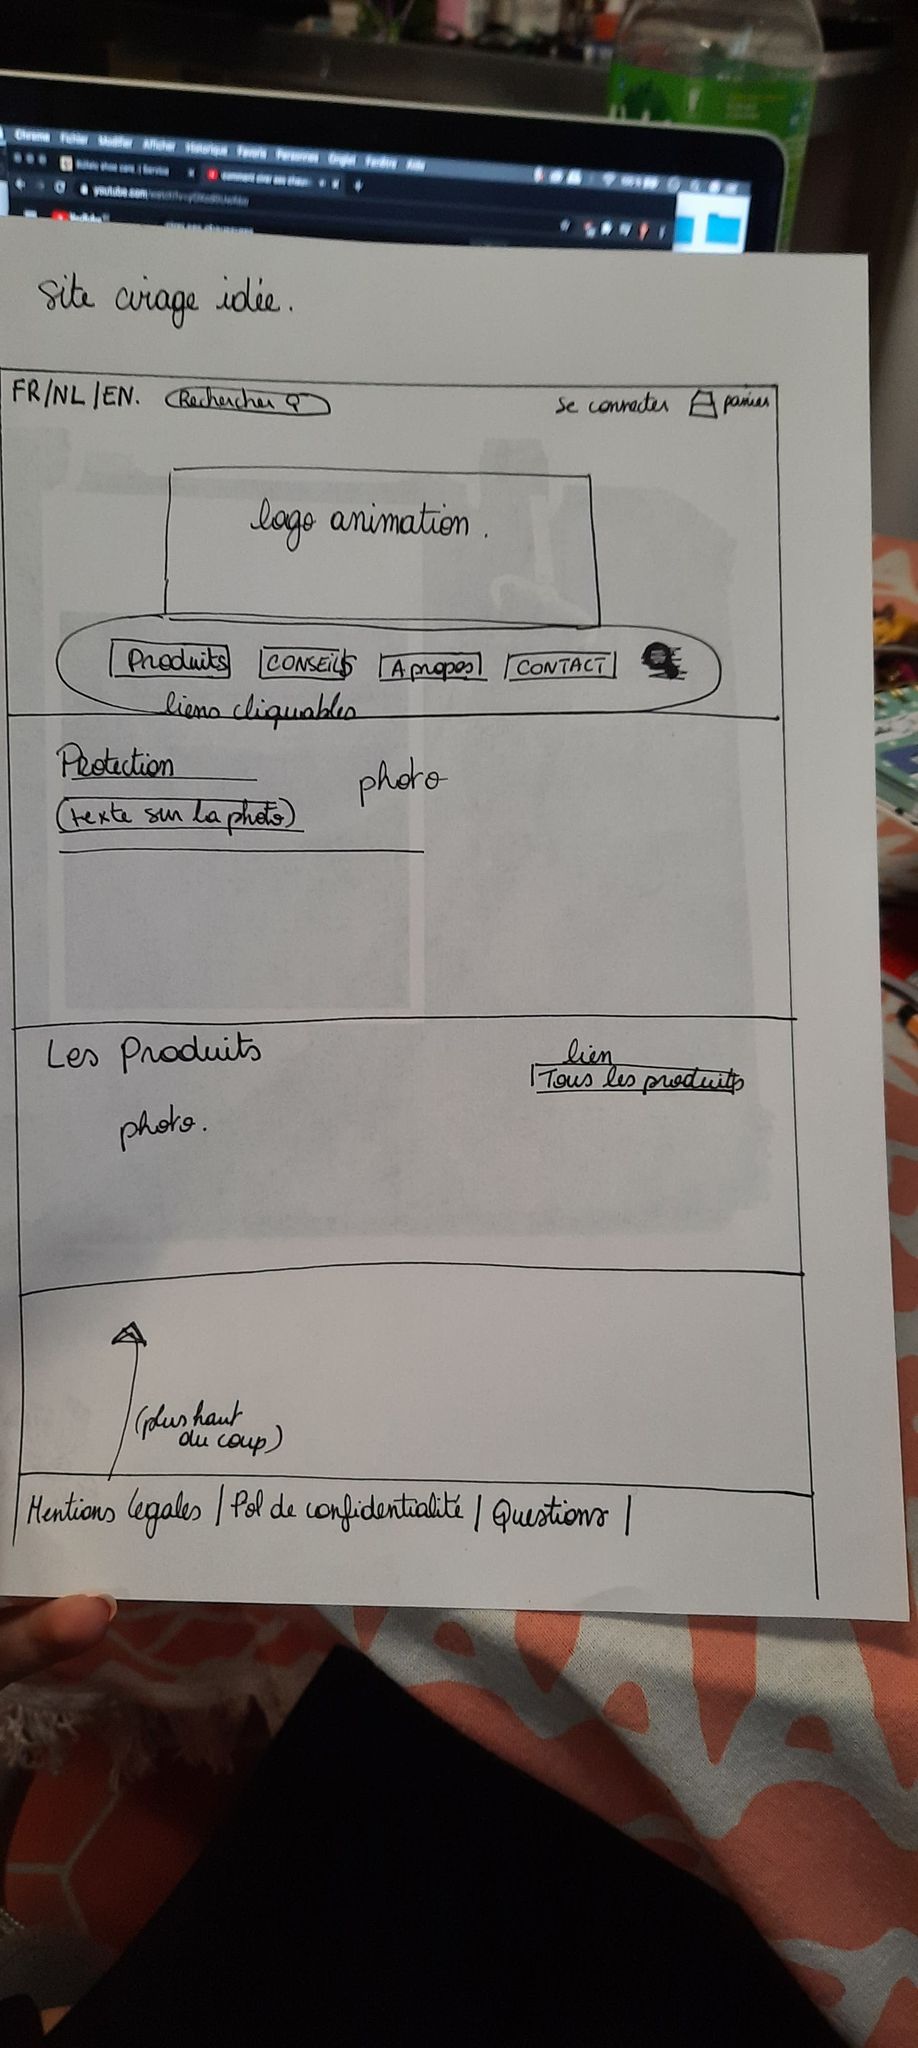 Chrome Fichier Modifier Afficher Historique Favoris Personnes Onglet Fenêtre Aide
youtube.com
site cirage idée.
FR/NL/EN. Rechercher se connecter panier
logo animation.
Produits CONSEILS A propos CONTACT
liens cliquables
Protection
photo
(texte sur la photo)
Les Produits
lien
Tous les produits
photo.
(plus haut
du coup)
|Mentions légales | Pol de confidentialité | Questions |